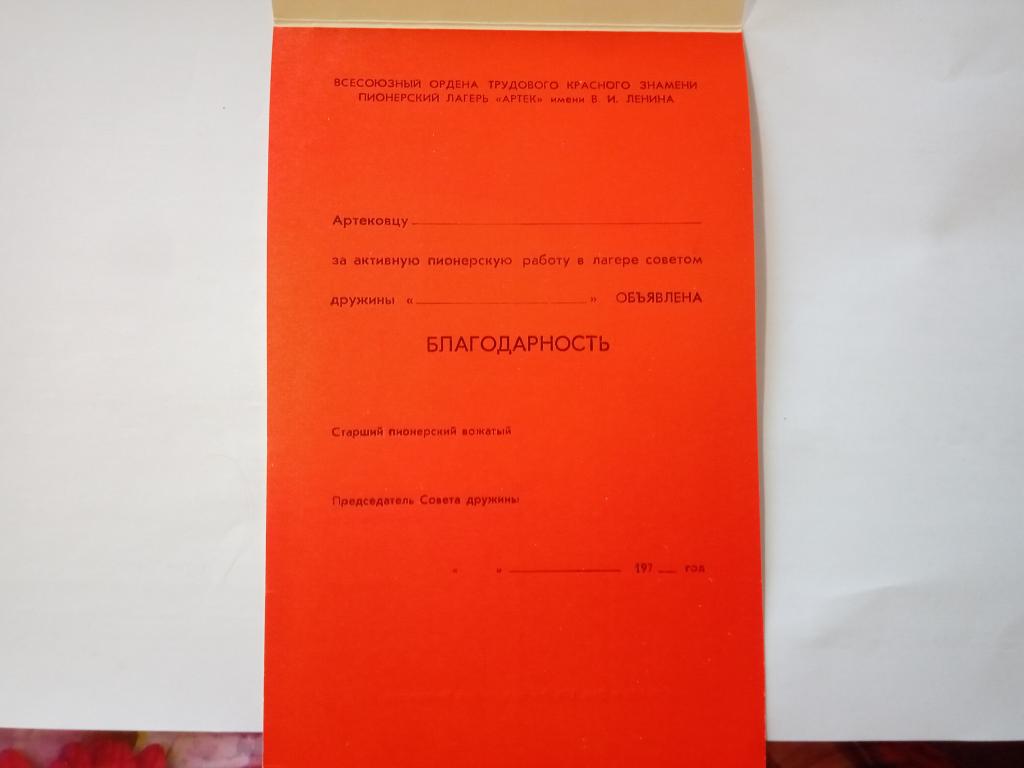 ВСЕСОЮЗНЫЙ ОРДЕНА ТРУДОВОГО КРАСНОГО ЗНАМЕНИ
ПИОНЕРСКИЙ ЛАГЕРЬ «АРТЕК» имени В. И. ЛЕНИНА
Артековцу
за активную пионерскую работу в лагере советом
дружины « » ОБЪЯВЛЕНА
БЛАГОДАРНОСТЬ
Старший пионерский вожатый
Председатель Совета дружины
« » 197 год